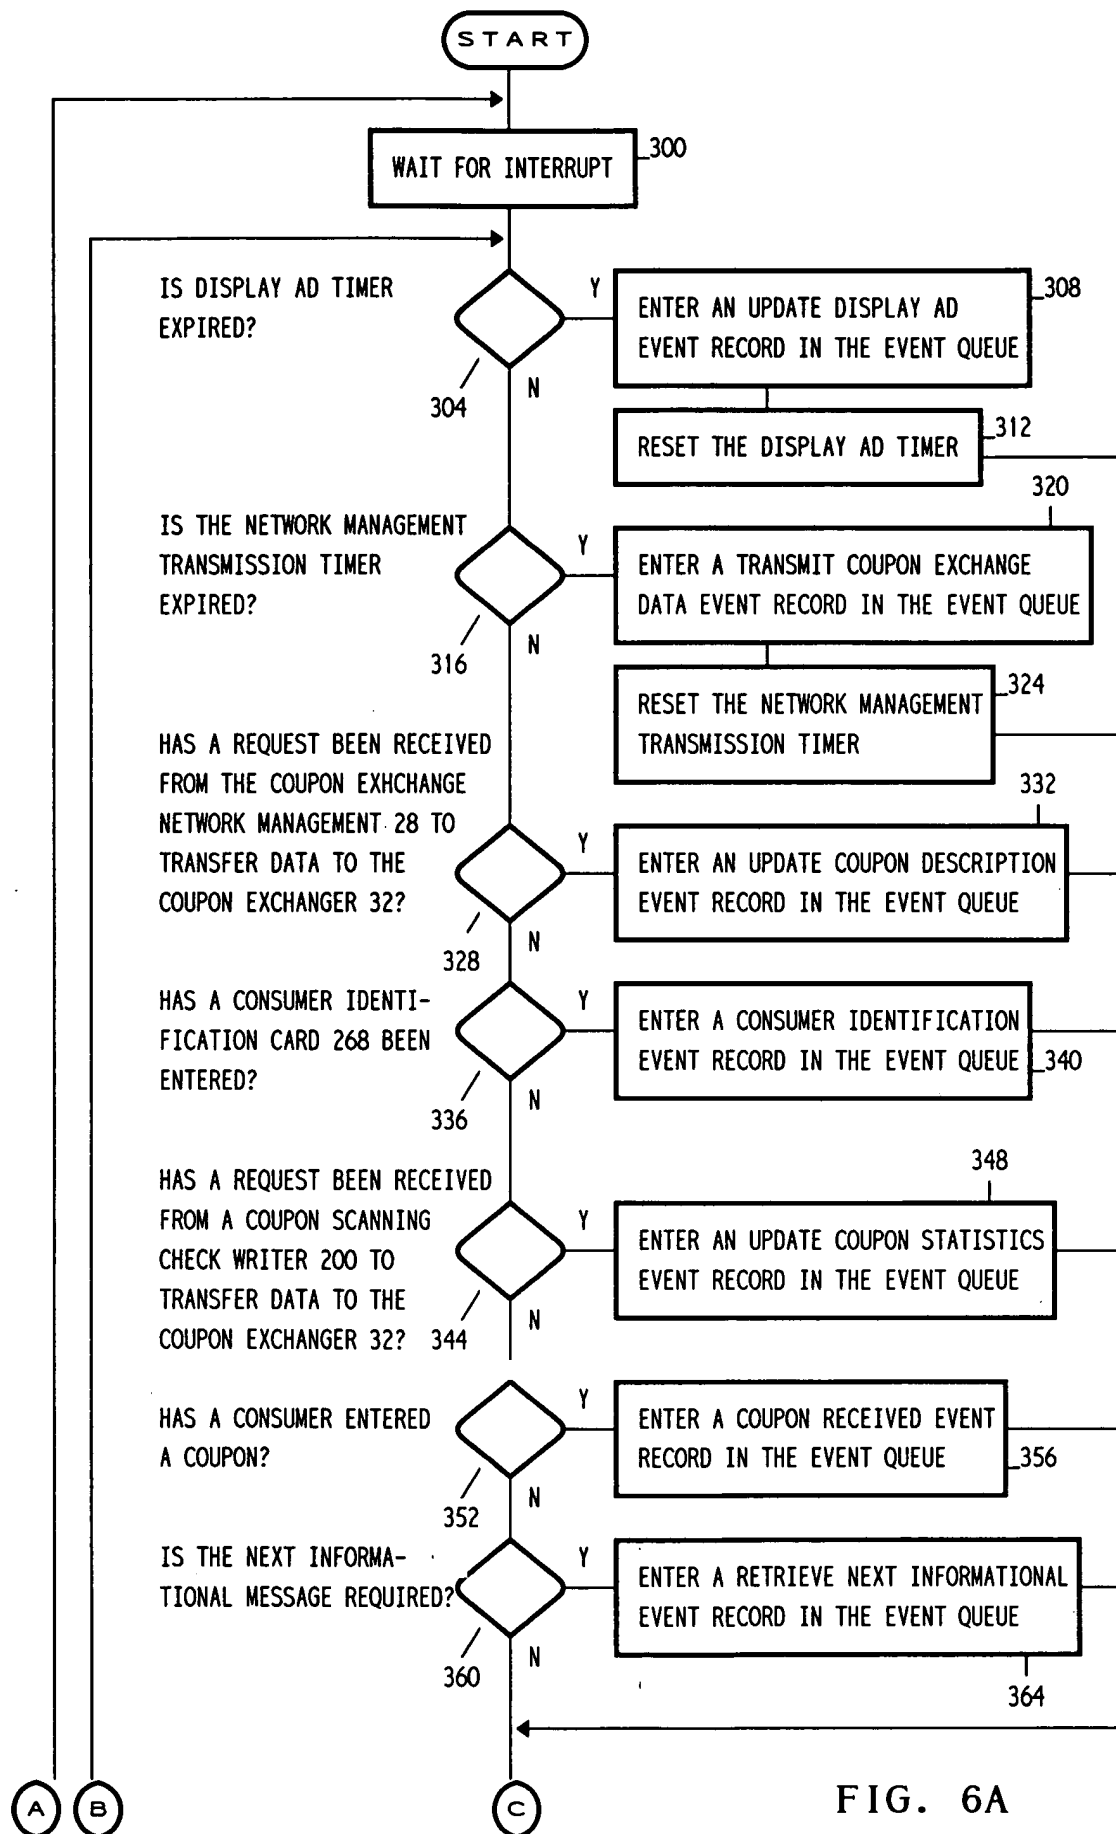 START
WAIT FOR INTERRUPT
300
IS DISPLAY AD TIMER
EXPIRED?
304
Y
N
ENTER AN UPDATE DISPLAY AD
EVENT RECORD IN THE EVENT QUEUE
308
RESET THE DISPLAY AD TIMER
312
IS THE NETWORK MANAGEMENT
TRANSMISSION TIMER
EXPIRED?
316
Y
N
320
ENTER A TRANSMIT COUPON EXCHANGE
DATA EVENT RECORD IN THE EVENT QUEUE
RESET THE NETWORK MANAGEMENT
TRANSMISSION TIMER
324
HAS A REQUEST BEEN RECEIVED
FROM THE COUPON EXHCHANGE
NETWORK MANAGEMENT 28 TO
TRANSFER DATA TO THE
COUPON EXCHANGER 32?
328
Y
N
332
ENTER AN UPDATE COUPON DESCRIPTION
EVENT RECORD IN THE EVENT QUEUE
HAS A CONSUMER IDENTI-
FICATION CARD 268 BEEN
ENTERED?
336
Y
N
ENTER A CONSUMER IDENTIFICATION
EVENT RECORD IN THE EVENT QUEUE
340
HAS A REQUEST BEEN RECEIVED
FROM A COUPON SCANNING
CHECK WRITER 200 TO
TRANSFER DATA TO THE
COUPON EXCHANGER 32?
344
Y
N
348
ENTER AN UPDATE COUPON STATISTICS
EVENT RECORD IN THE EVENT QUEUE
HAS A CONSUMER ENTERED
A COUPON?
352
Y
N
ENTER A COUPON RECEIVED EVENT
RECORD IN THE EVENT QUEUE
356
IS THE NEXT INFORMA-
TIONAL MESSAGE REQUIRED?
360
Y
N
ENTER A RETRIEVE NEXT INFORMATIONAL
EVENT RECORD IN THE EVENT QUEUE
364
A
B
C
FIG. 6A